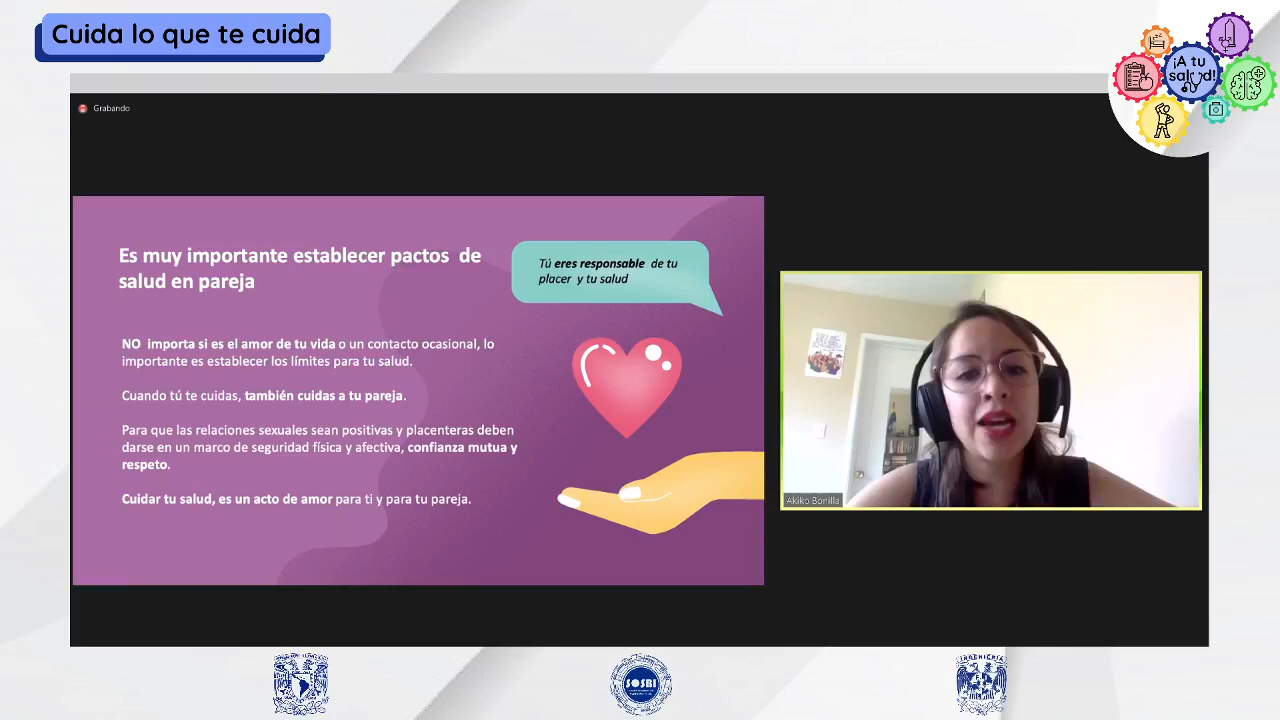 Cuida lo que te cuida
¡A tu
salud!
Grabando
Es muy importante establecer pactos de
salud en pareja
Tú eres responsable de tu
placer y tu salud
NO importa si es el amor de tu vida o un contacto ocasional, lo
importante es establecer los límites para tu salud.
Cuando tú te cuidas, también cuidas a tu pareja.
Para que las relaciones sexuales sean positivas y placenteras deben
darse en un marco de seguridad física y afectiva, confianza mutua y
respeto.
Cuidar tu salud, es un acto de amor para ti y para tu pareja.
Akiko Bonilla
SOSBI
INGENIERIA